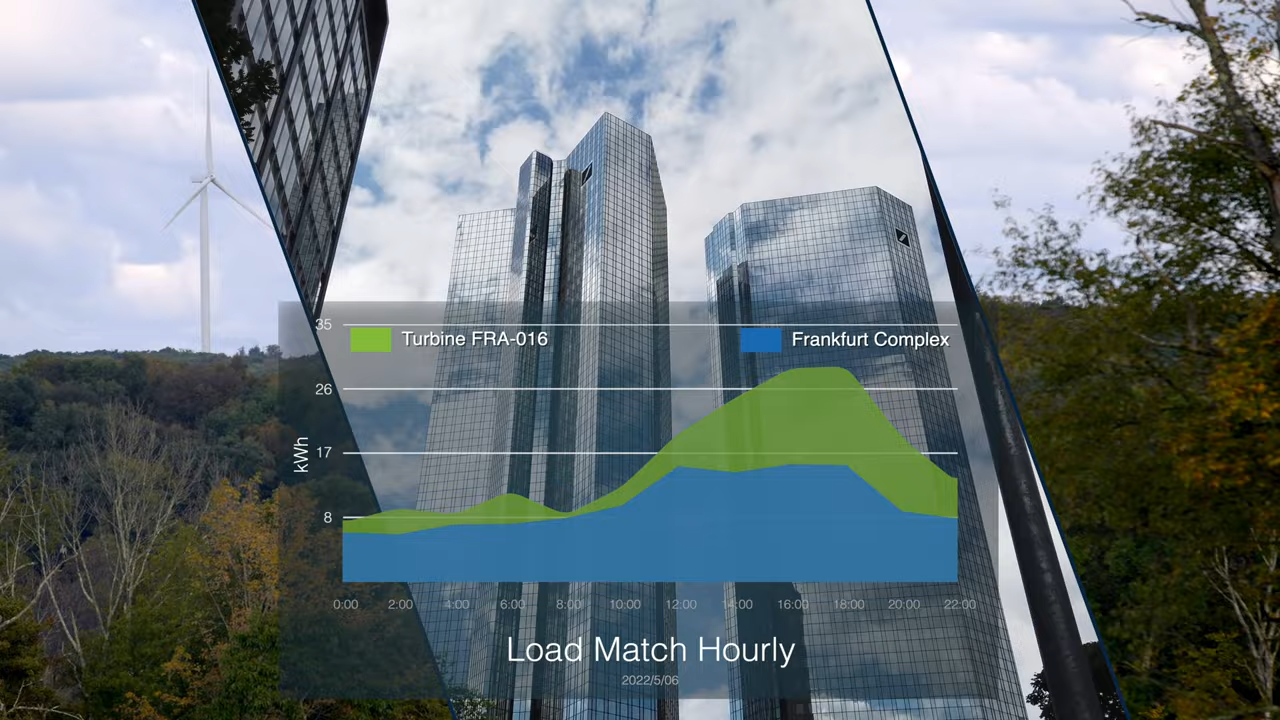 35
Turbine FRA-016
Frankfurt Complex
26
kWh
17
8
0:00 2:00 4:00 6:00 8:00 10:00 12:00 14:00 16:00 18:00 20:00 22:00
Load Match Hourly
2022/5/06